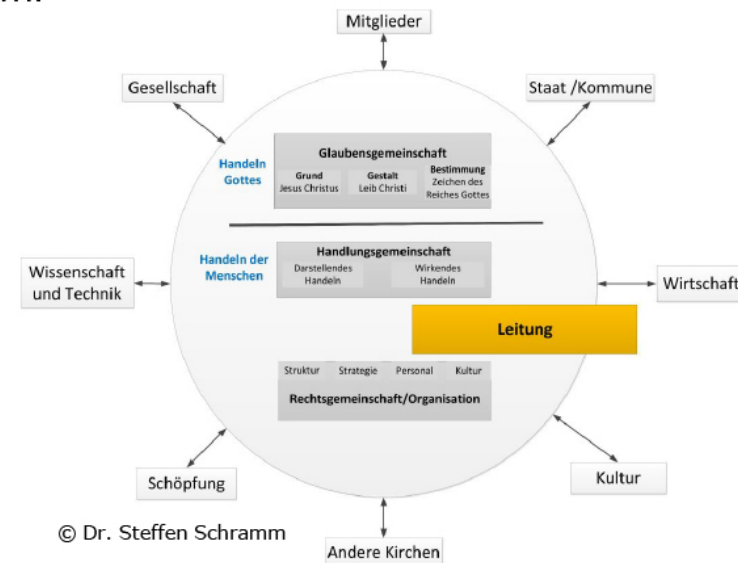 Mitglieder
Gesellschaft
Staat /Kommune
Handeln
Gottes
Glaubensgemeinschaft
Grund
Jesus Christus
Gestalt
Leib Christi
Bestimmung
Zeichen des
Reiches Gottes
Handeln der
Menschen
Handlungsgemeinschaft
Darstellendes
Handeln
Wirkendes
Handeln
Wissenschaft
und Technik
Wirtschaft
Leitung
Struktur
Strategie
Personal
Kultur
Rechtsgemeinschaft/Organisation
Schöpfung
Kultur
© Dr. Steffen Schramm
Andere Kirchen